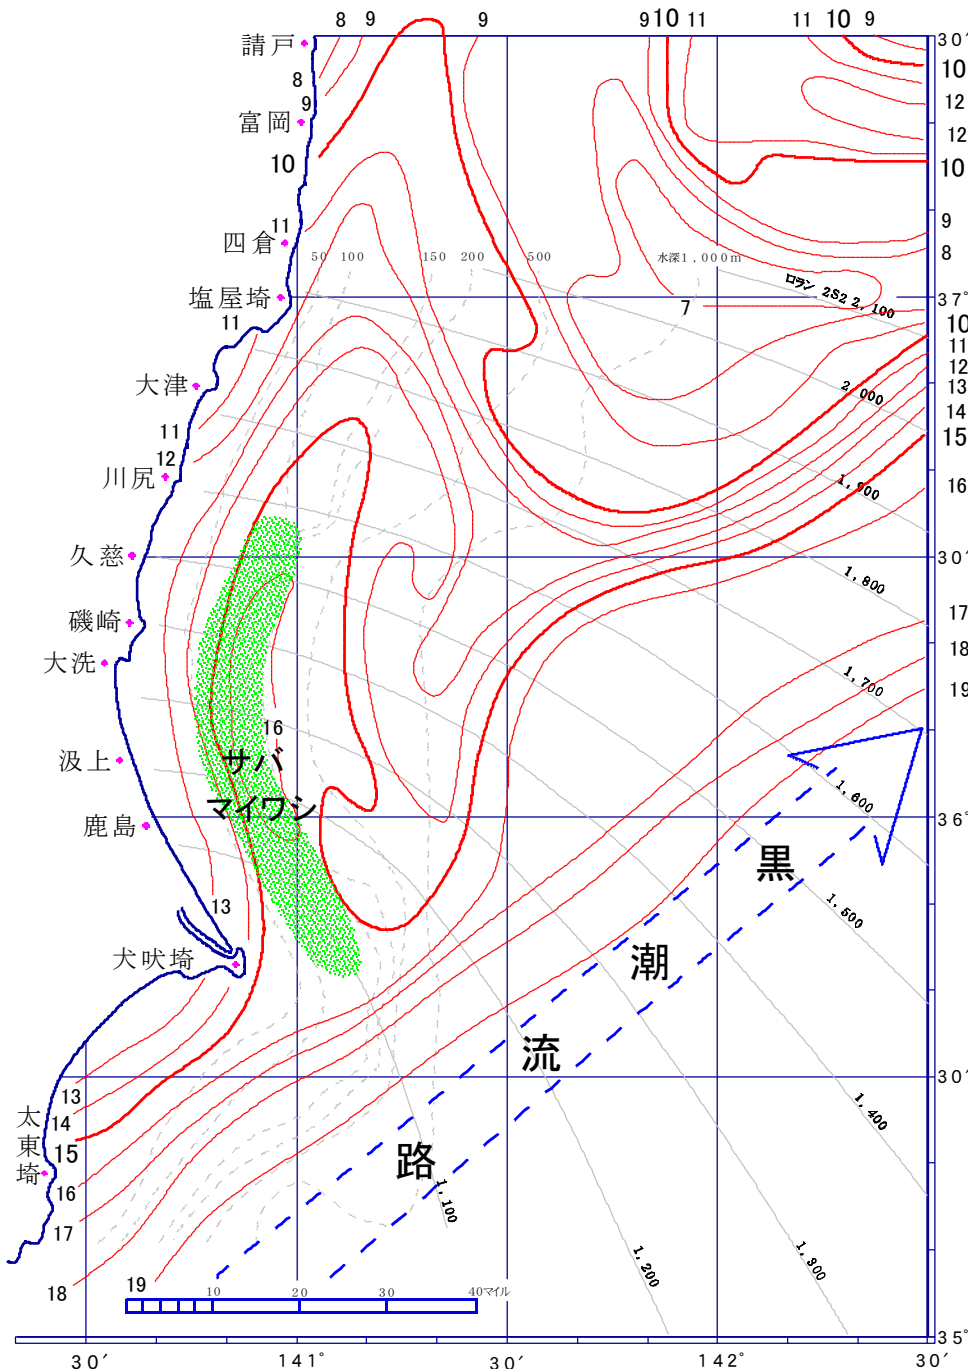 8 9 9 9 10 11 11 10 9
請戸
30′
8
10
9
12
富岡
12
10
10
9
11
四倉
8
50 100 150 200 500 水深1,000m
ロラン 2S2 2,100
塩屋埼
37°
7
11
10
11
12
大津
2,000
13
14
11
15
12
川尻
1,900
16
久慈
30′
1,800
17
磯崎
18
大洗
1,700
19
16
汲上
サバ
1,600
マイワシ
鹿島
36°
黒
13
1,500
犬吠埼
潮
流
30′
13
14
1,400
太東埼
15
路
16
1,100
17
1,200
1,300
18
19
10 20 30 40マイル
35°
30′ 141° 30′ 142° 30′